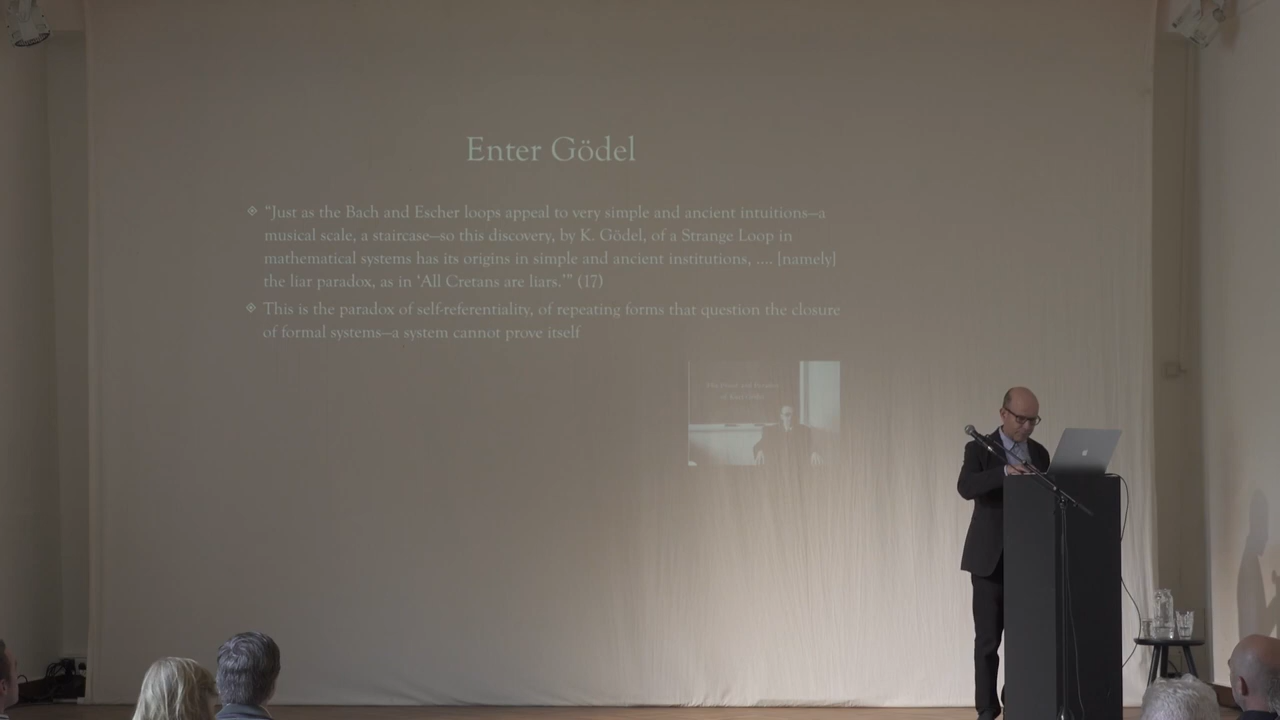 Enter Gödel
“Just as the Bach and Escher loops appeal to very simple and ancient intuitions—a
musical scale, a staircase—so this discovery, by K. Gödel, of a Strange Loop in
mathematical systems has its origins in simple and ancient institutions, .... [namely]
the liar paradox, as in ‘All Cretans are liars.’” (17)
This is the paradox of self-referentiality, of repeating forms that question the closure
of formal systems—a system cannot prove itself